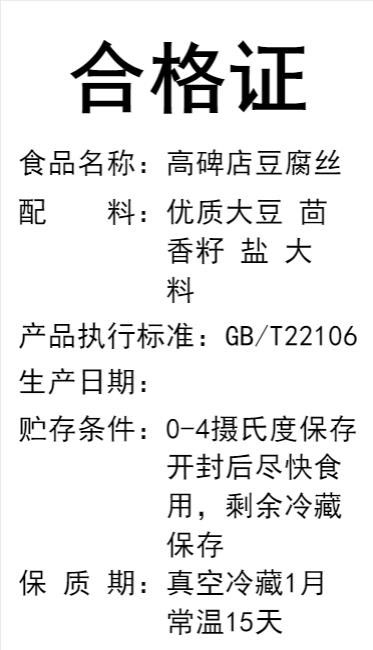 合格证
食品名称：高碑店豆腐丝
配　　料：优质大豆 茴
香籽 盐 大
料
产品执行标准：GB/T22106
生产日期：
贮存条件：0-4摄氏度保存
开封后尽快食
用，剩余冷藏
保存
保 质 期：真空冷藏1月
常温15天